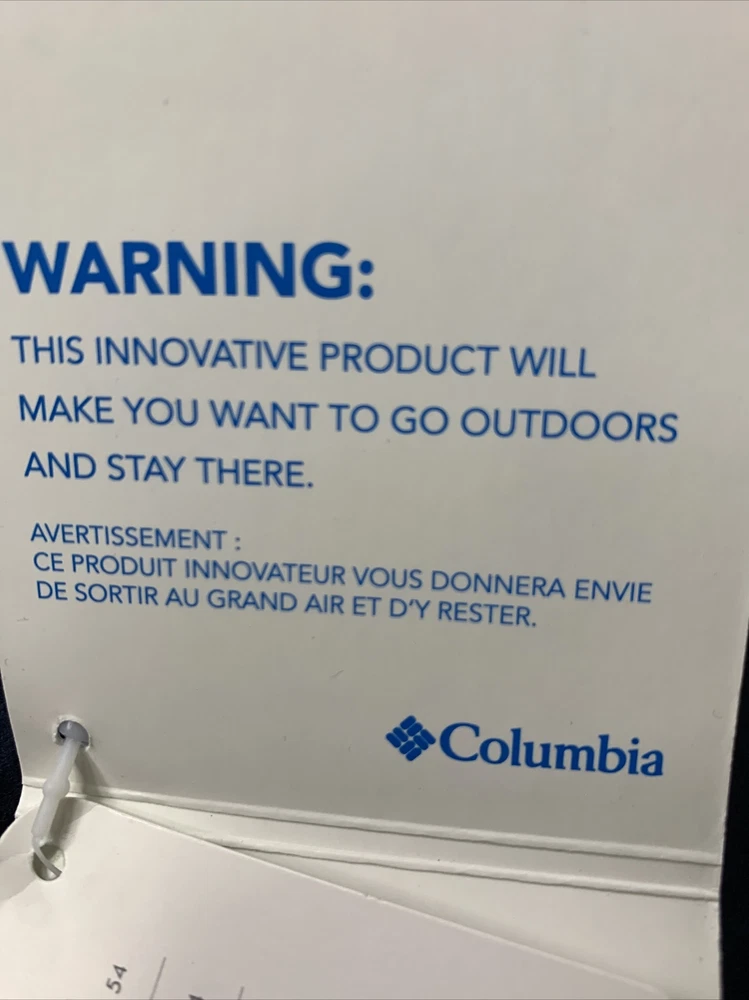 WARNING:
THIS INNOVATIVE PRODUCT WILL
MAKE YOU WANT TO GO OUTDOORS
AND STAY THERE.
AVERTISSEMENT :
CE PRODUIT INNOVATEUR VOUS DONNERA ENVIE
DE SORTIR AU GRAND AIR ET D'Y RESTER.
Columbia
54